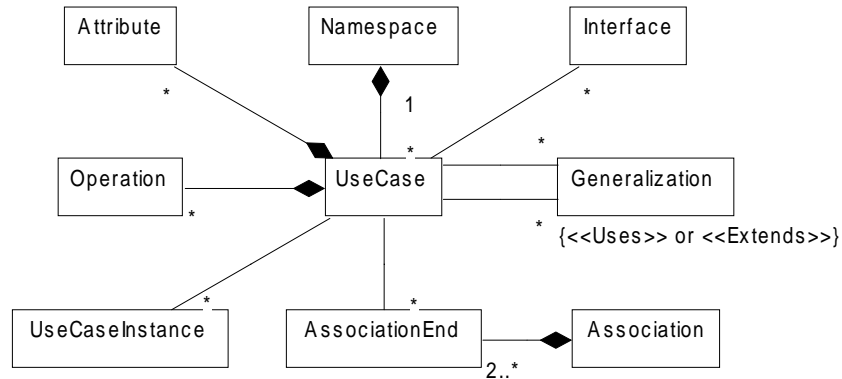 Attribute
Namespace
Interface
*
1
*
*
*
Operation
UseCase
Generalization
*
*
{<<Uses>> or <<Extends>>}
*
*
UseCaseInstance
AssociationEnd
Association
2..*